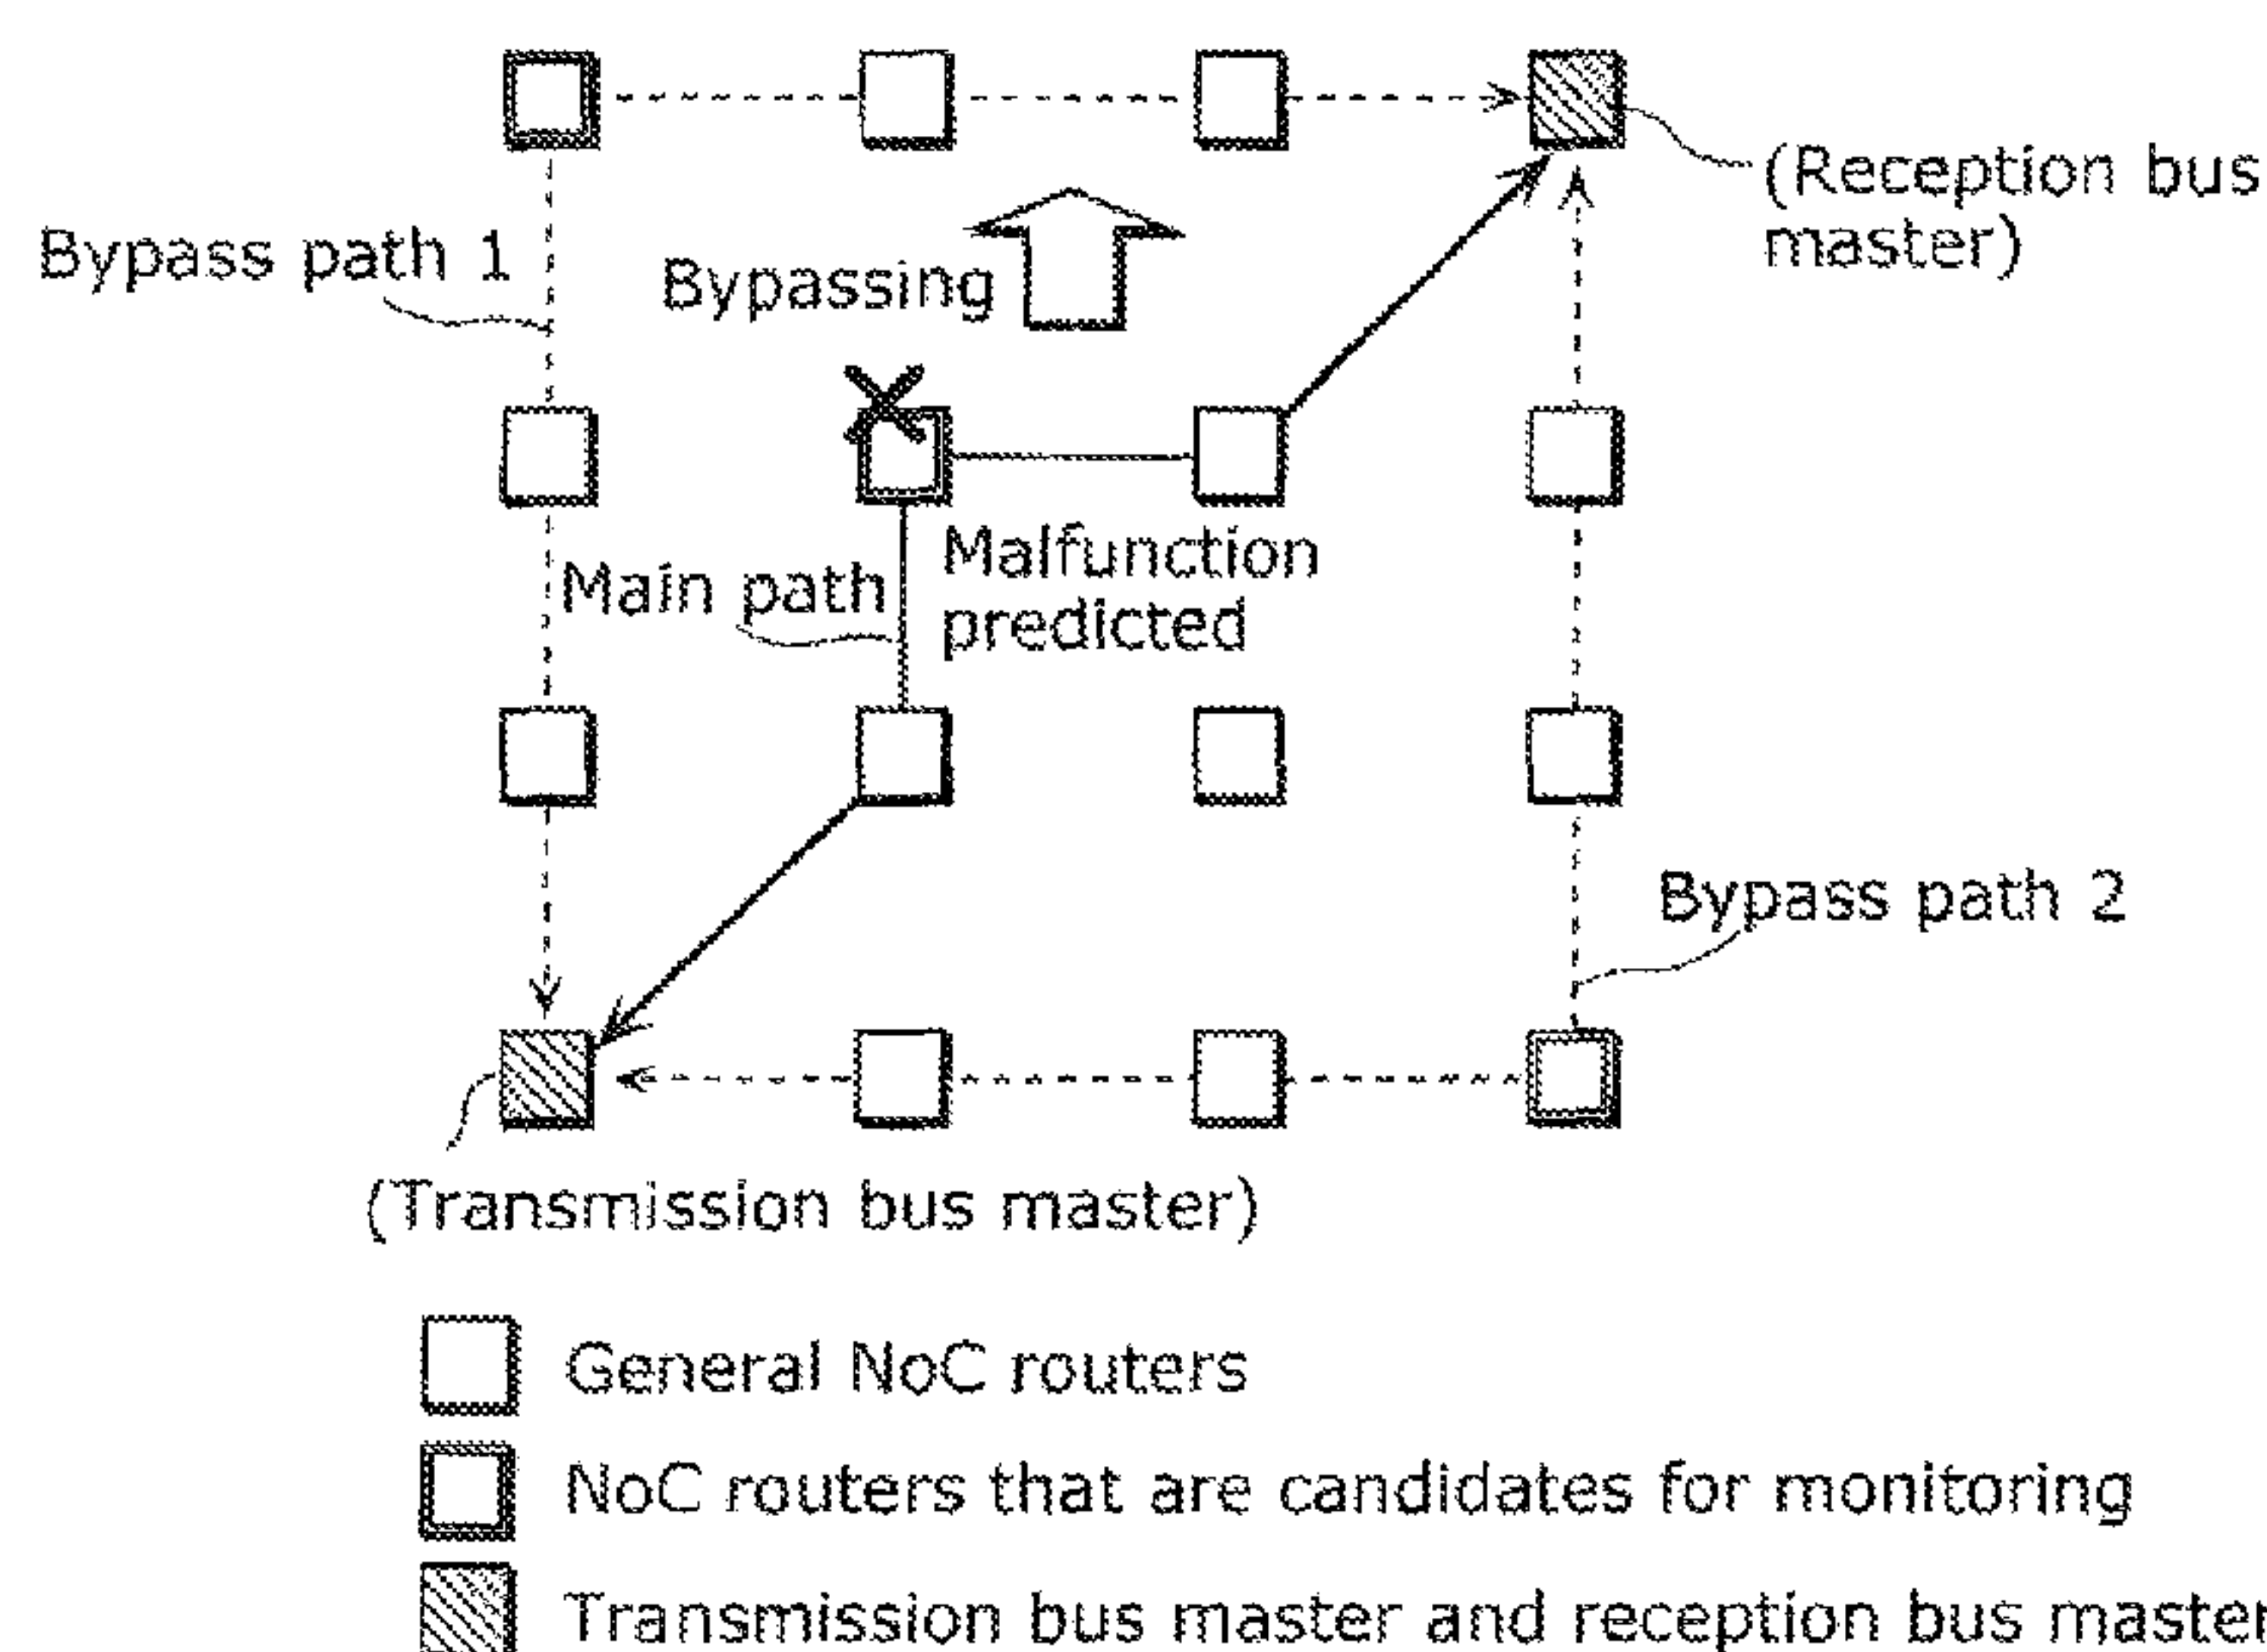 (Reception bus
master)
Bypass path 1
Bypassing
Malfunction
predicted
Main path
Bypass path 2
(Transmission bus master)
General NoC routers
NoC routers that are candidates for monitoring
Transmission bus master and reception bus master